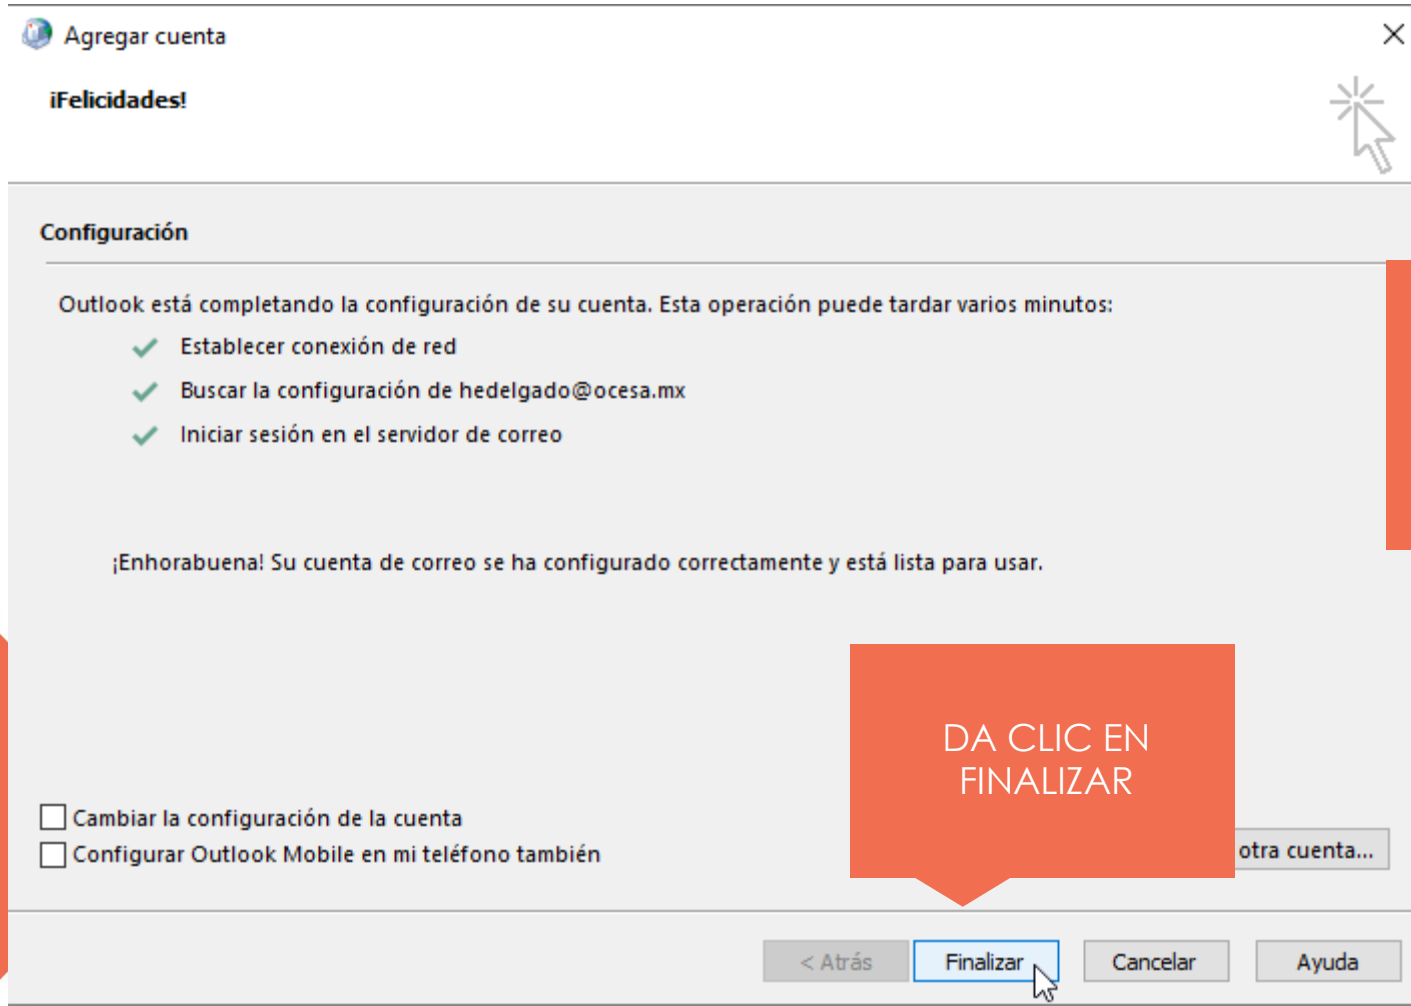 Agregar cuenta
¡Felicidades!
Configuración
Outlook está completando la configuración de su cuenta. Esta operación puede tardar varios minutos:
Establecer conexión de red
Buscar la configuración de hedelgado@ocesa.mx
Iniciar sesión en el servidor de correo
¡Enhorabuena! Su cuenta de correo se ha configurado correctamente y está lista para usar.
DA CLIC EN
FINALIZAR
Cambiar la configuración de la cuenta
Configurar Outlook Mobile en mi teléfono también
otra cuenta...
< Atrás
Finalizar
Cancelar
Ayuda